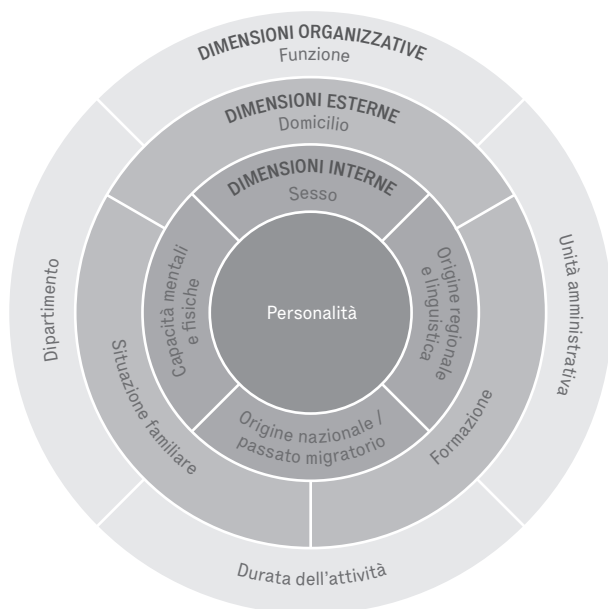 DIMENSIONI ORGANIZZATIVE
Funzione
DIMENSIONI ESTERNE
Domicilio
DIMENSIONI INTERNE
Sesso
Dipartimento
Situazione familiare
Capacità mentali
e fisiche
Personalità
Origine regionale
e linguistica
Unità amministrativa
Formazione
Origine nazionale /
passato migratorio
Durata dell'attività